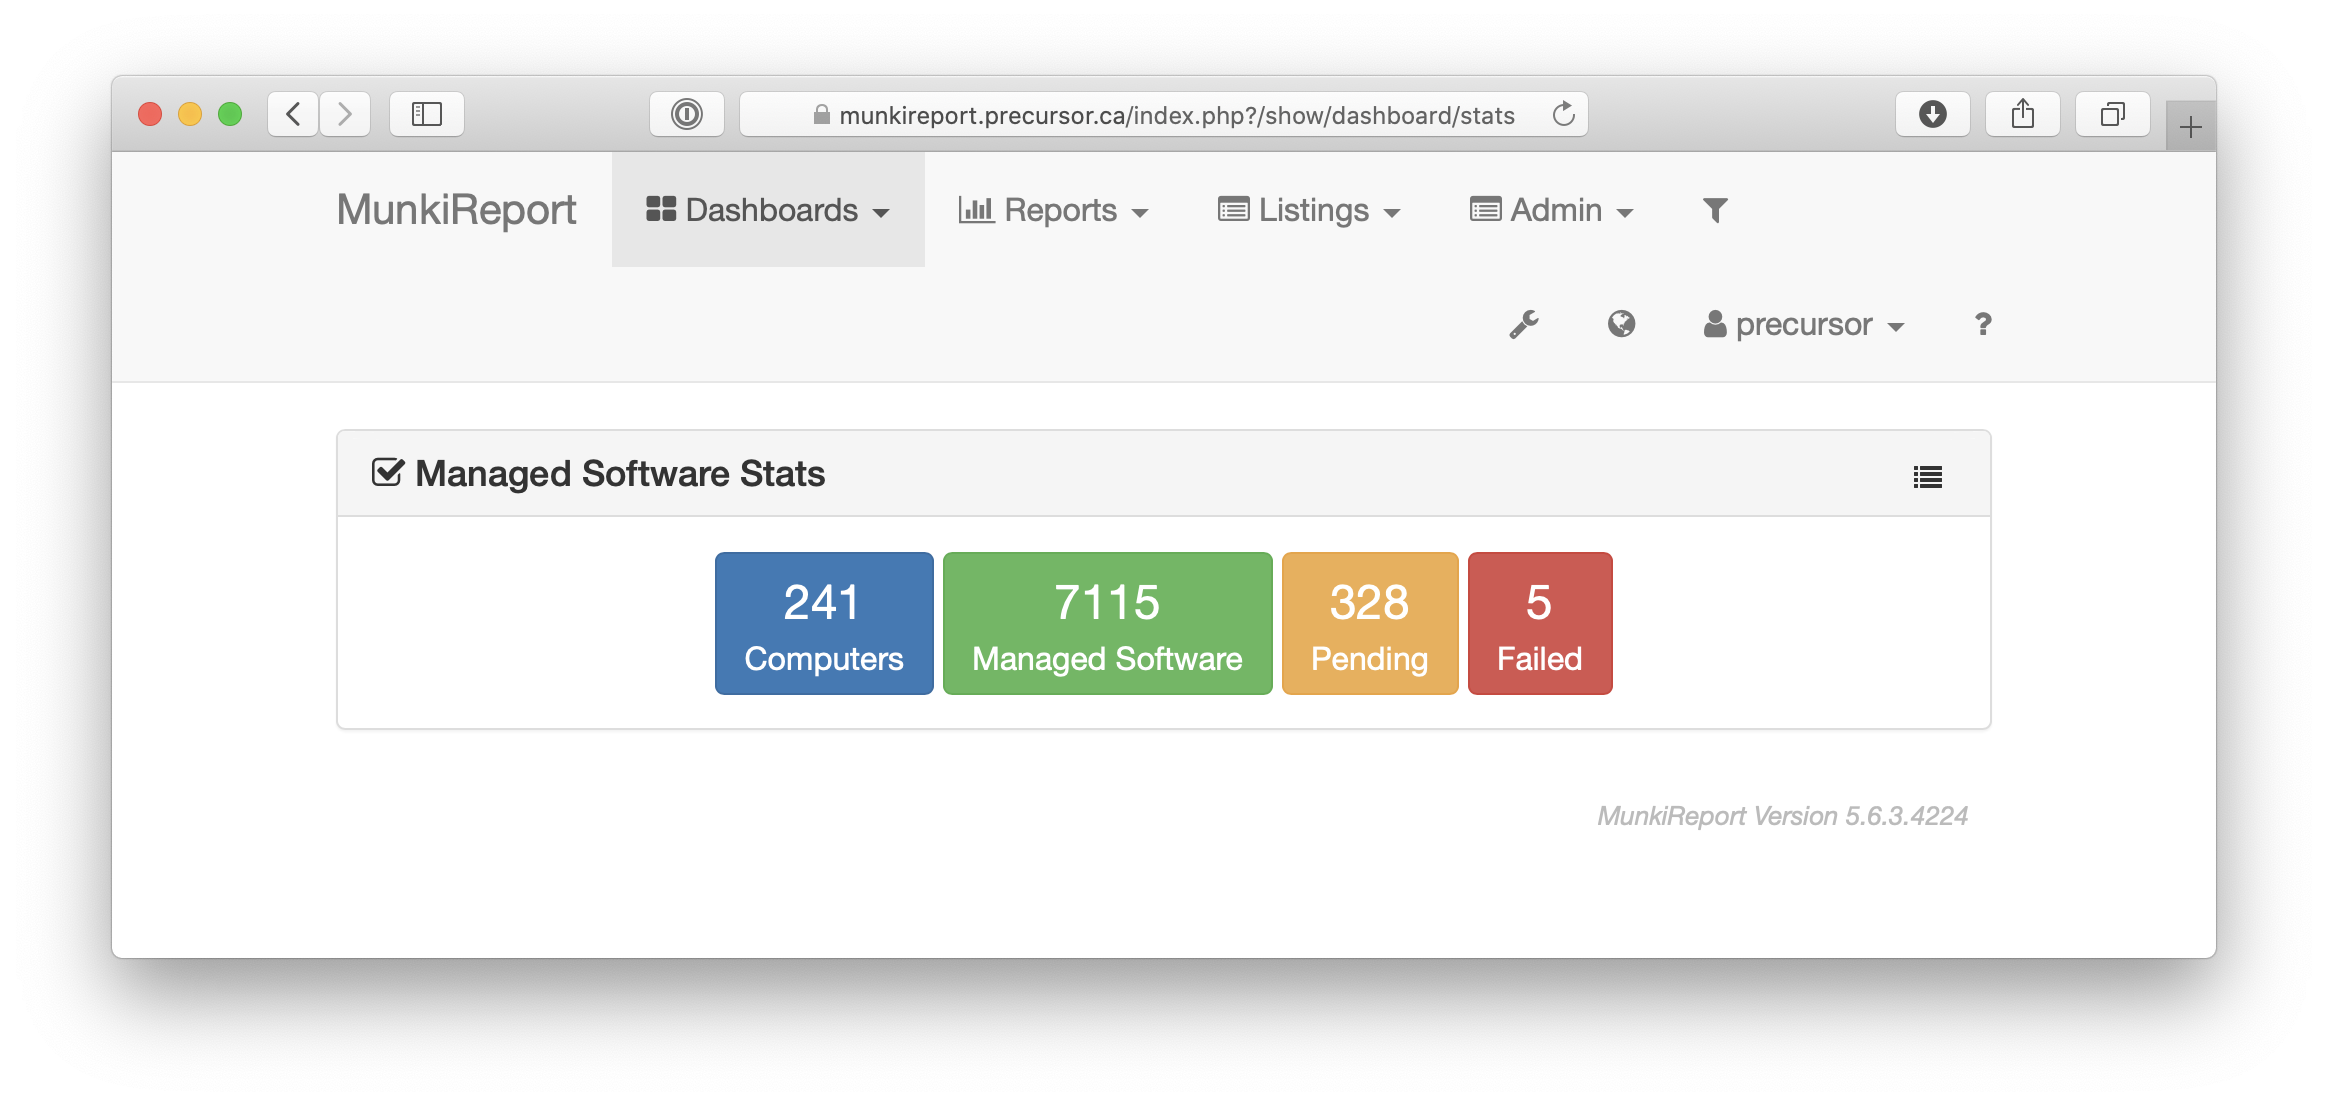 munkireport.precursor.ca/index.php?/show/dashboard/stats
MunkiReport Dashboards Reports Listings Admin
precursor ?
Managed Software Stats
241 7115 328 5
Computers Managed Software Pending Failed
MunkiReport Version 5.6.3.4224